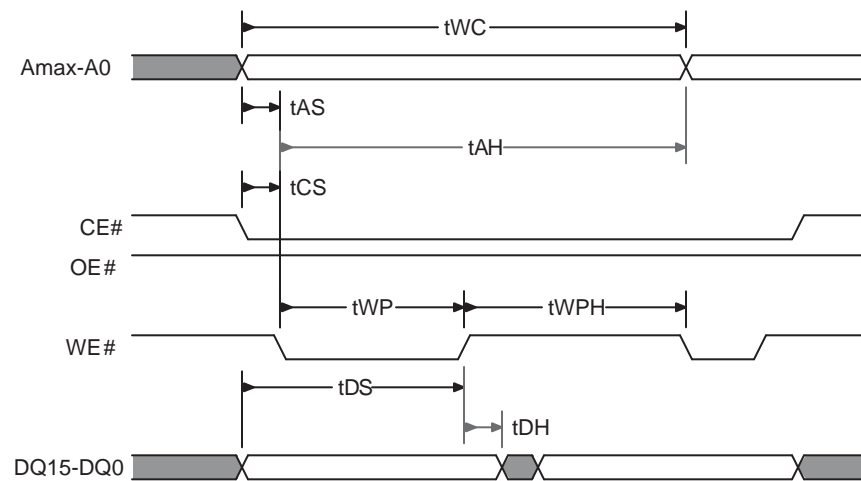 tWC
Amax-A0
tAS
tAH
tCS
CE#
OE#
tWP
tWPH
WE#
tDS
tDH
DQ15-DQ0